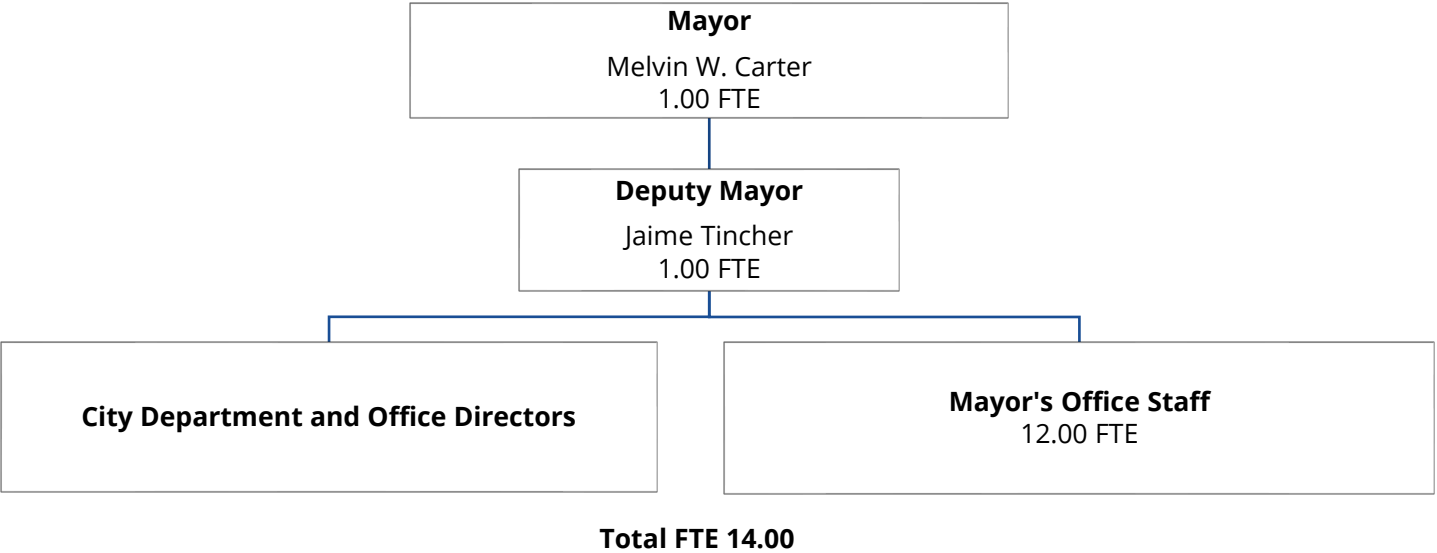 Mayor
Melvin W. Carter
1.00 FTE
Deputy Mayor
Jaime Tincher
1.00 FTE
City Department and Office Directors
Mayor's Office Staff
12.00 FTE
Total FTE 14.00